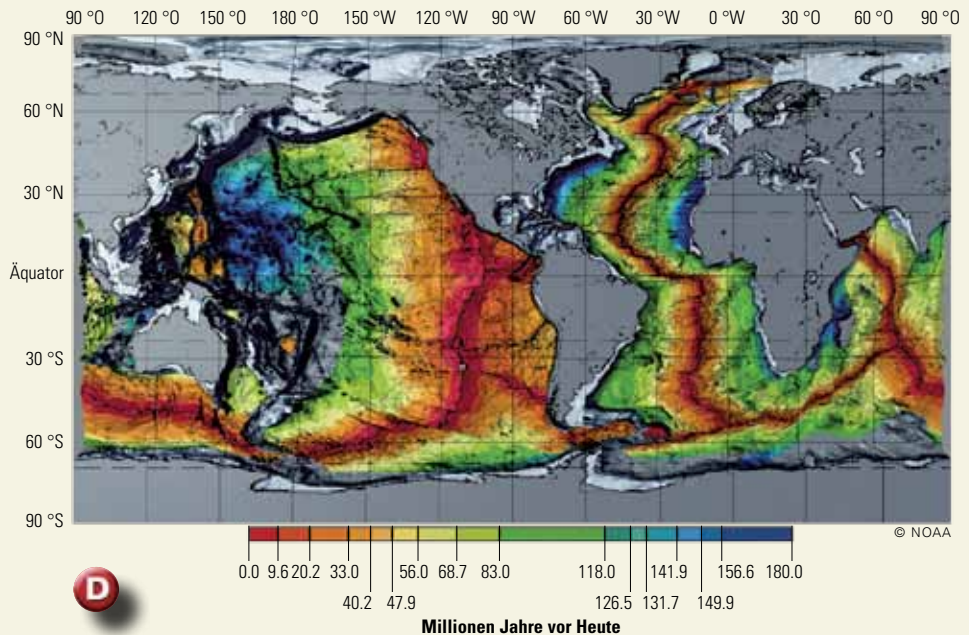 90 °O 120 °O 150 °O 180 °O 150 °W 120 °W 90 °W 60 °W 30 °W 0 °W 30 °O 60 °O 90 °O
90 °N
60 °N
30 °N
Äquator
30 °S
60 °S
90 °S
© NOAA
0.0 9.6 20.2 33.0 56.0 68.7 83.0 118.0 141.9 156.6 180.0
40.2 47.9 126.5 131.7 149.9
D
Millionen Jahre vor Heute